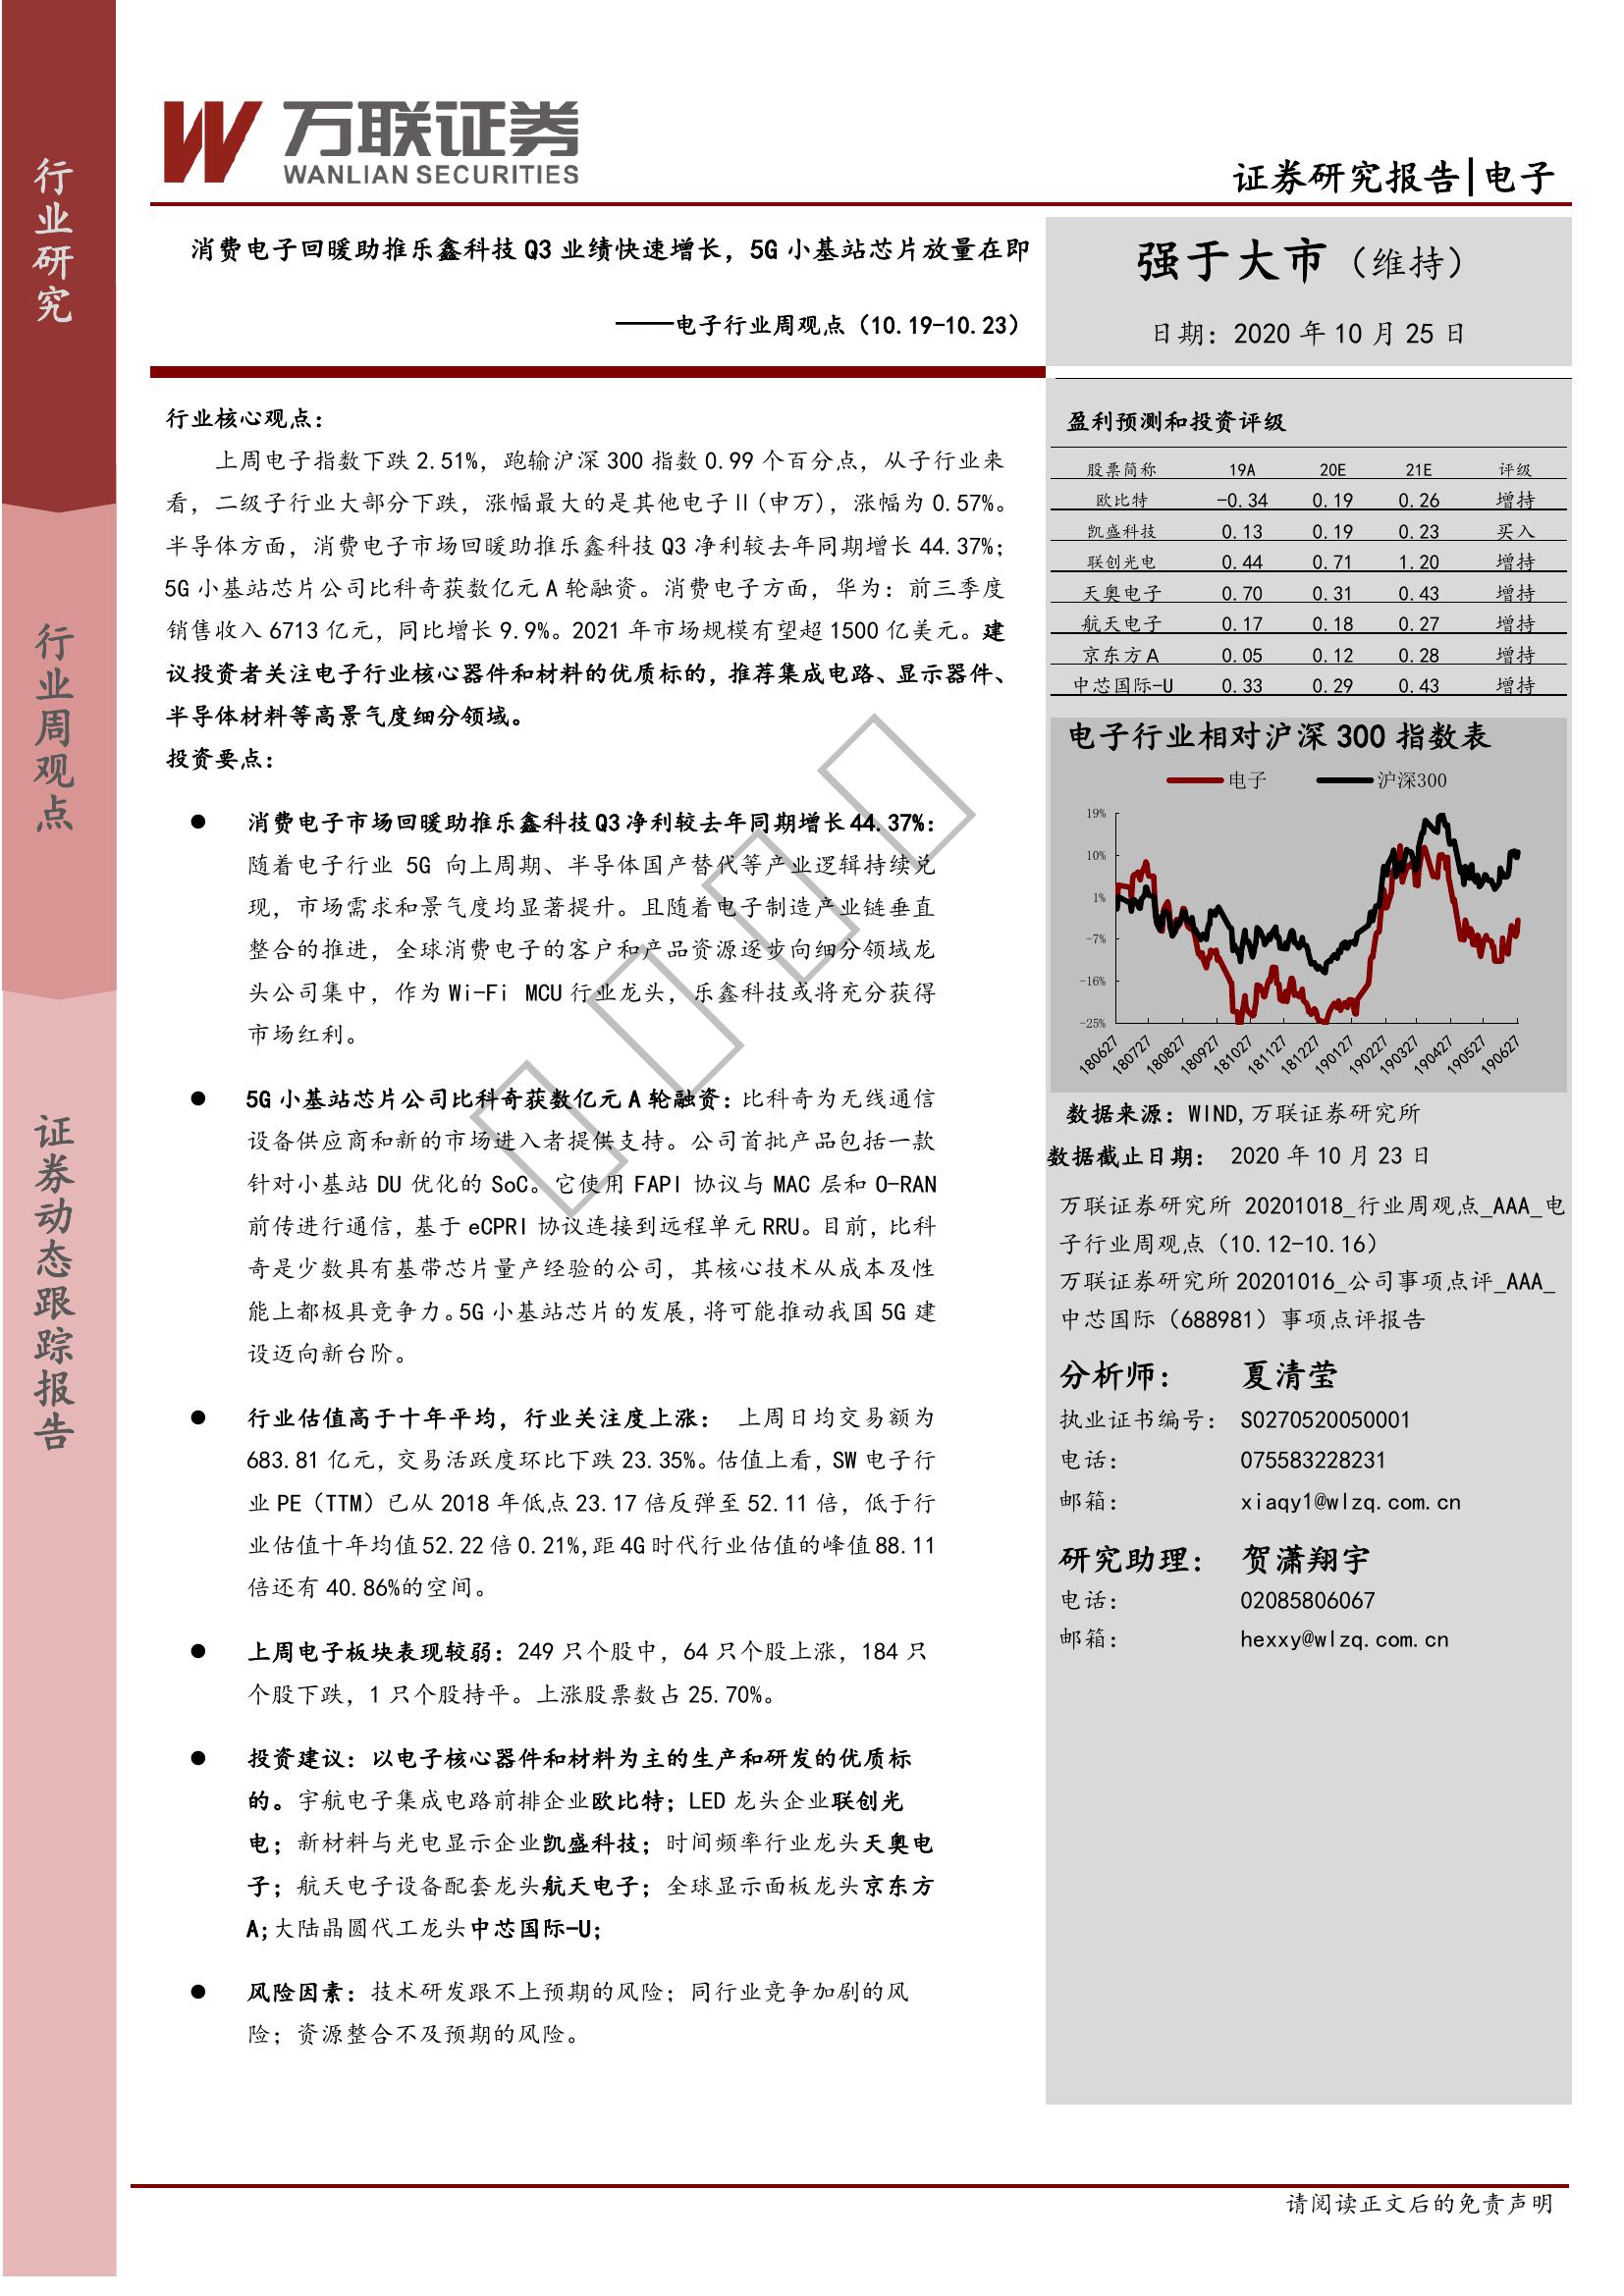 行业研究
行业周观点
证券动态跟踪报告
万联证券
WANLIAN SECURITIES
证券研究报告|电子
消费电子回暖助推乐鑫科技 Q3 业绩快速增长，5G 小基站芯片放量在即
——电子行业周观点（10.19-10.23）
强于大市（维持）
日期：2020 年 10 月 25 日
行业核心观点：
上周电子指数下跌 2.51%，跑输沪深 300 指数 0.99 个百分点，从子行业来
看，二级子行业大部分下跌，涨幅最大的是其他电子Ⅱ(申万)，涨幅为 0.57%。
半导体方面，消费电子市场回暖助推乐鑫科技 Q3 净利较去年同期增长 44.37%；
5G 小基站芯片公司比科奇获数亿元 A 轮融资。消费电子方面，华为：前三季度
销售收入 6713 亿元，同比增长 9.9%。2021 年市场规模有望超 1500 亿美元。建
议投资者关注电子行业核心器件和材料的优质标的，推荐集成电路、显示器件、
半导体材料等高景气度细分领域。
投资要点：
● 消费电子市场回暖助推乐鑫科技 Q3 净利较去年同期增长 44.37%：
随着电子行业 5G 向上周期、半导体国产替代等产业逻辑持续兑
现，市场需求和景气度均显著提升。且随着电子制造产业链垂直
整合的推进，全球消费电子的客户和产品资源逐步向细分领域龙
头公司集中，作为 Wi-Fi MCU 行业龙头，乐鑫科技或将充分获得
市场红利。
● 5G 小基站芯片公司比科奇获数亿元 A 轮融资：比科奇为无线通信
设备供应商和新的市场进入者提供支持。公司首批产品包括一款
针对小基站 DU 优化的 SoC。它使用 FAPI 协议与 MAC 层和 O-RAN
前传进行通信，基于 eCPRI 协议连接到远程单元 RRU。目前，比科
奇是少数具有基带芯片量产经验的公司，其核心技术从成本及性
能上都极具竞争力。5G 小基站芯片的发展，将可能推动我国 5G 建
设迈向新台阶。
● 行业估值高于十年平均，行业关注度上涨： 上周日均交易额为
683.81 亿元，交易活跃度环比下跌 23.35%。估值上看，SW 电子行
业 PE（TTM）已从 2018 年低点 23.17 倍反弹至 52.11 倍，低于行
业估值十年均值 52.22 倍 0.21%,距 4G 时代行业估值的峰值 88.11
倍还有 40.86%的空间。
● 上周电子板块表现较弱：249 只个股中，64 只个股上涨，184 只
个股下跌，1 只个股持平。上涨股票数占 25.70%。
● 投资建议：以电子核心器件和材料为主的生产和研发的优质标
的。宇航电子集成电路前排企业欧比特；LED 龙头企业联创光
电；新材料与光电显示企业凯盛科技；时间频率行业龙头天奥电
子；航天电子设备配套龙头航天电子；全球显示面板龙头京东方
A;大陆晶圆代工龙头中芯国际-U；
● 风险因素：技术研发跟不上预期的风险；同行业竞争加剧的风
险；资源整合不及预期的风险。
盈利预测和投资评级
股票简称 19A 20E 21E 评级
欧比特 -0.34 0.19 0.26 增持
凯盛科技 0.13 0.19 0.23 买入
联创光电 0.44 0.71 1.20 增持
天奥电子 0.70 0.31 0.43 增持
航天电子 0.17 0.18 0.27 增持
京东方 A 0.05 0.12 0.28 增持
中芯国际-U 0.33 0.29 0.43 增持
电子行业相对沪深 300 指数表
电子 沪深300
19%
10%
1%
-7%
-16%
-25%
180627 180727 180827 180927 181027 181127 181227 190127 190227 190327 190427 190527 190627
数据来源：WIND,万联证券研究所
数据截止日期： 2020 年 10 月 23 日
万联证券研究所 20201018_行业周观点_AAA_电
子行业周观点（10.12-10.16）
万联证券研究所 20201016_公司事项点评_AAA_
中芯国际（688981）事项点评报告
分析师： 夏清莹
执业证书编号： S0270520050001
电话： 075583228231
邮箱： xiaqy1@wlzq.com.cn
研究助理： 贺潇翔宇
电话： 02085806067
邮箱： hexxy@wlzq.com.cn
请阅读正文后的免责声明